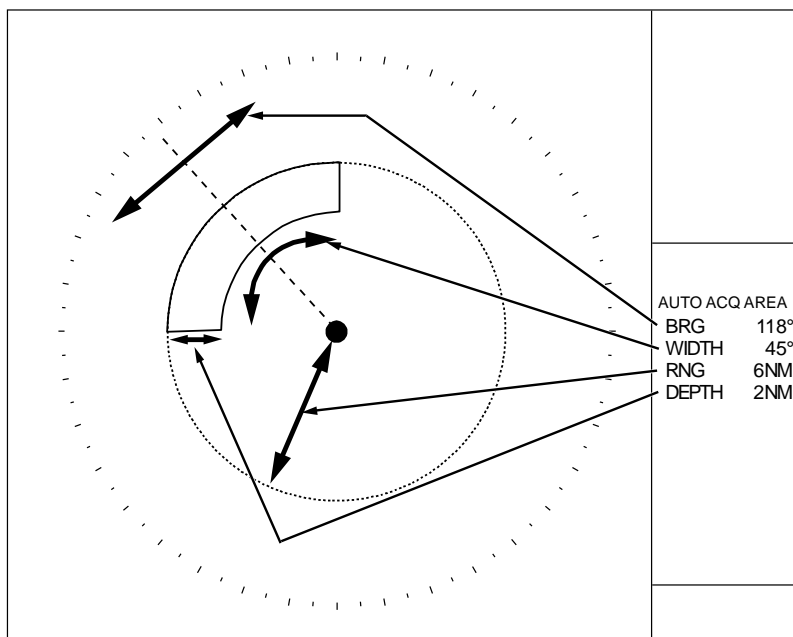 AUTO ACQ AREA
BRG 118°
WIDTH 45°
RNG 6NM
DEPTH 2NM